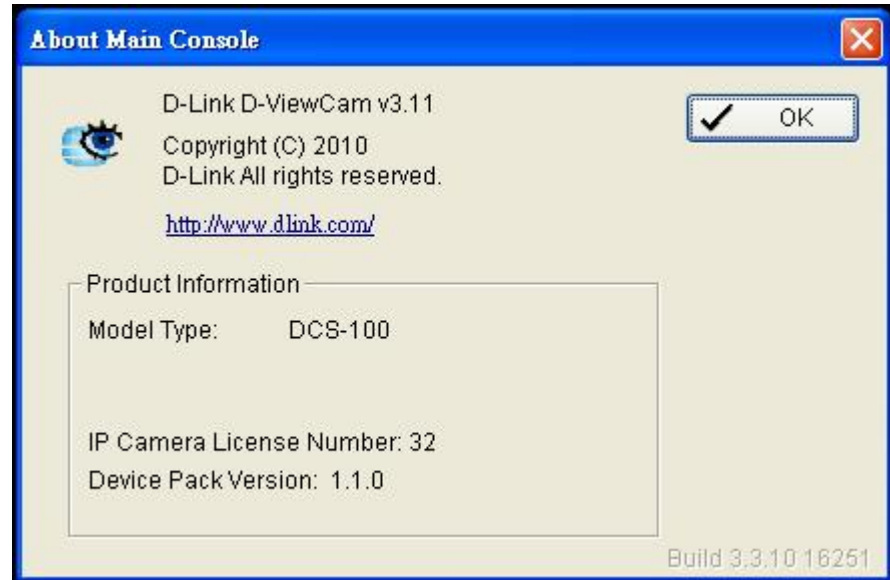 About Main Console
D-Link D-ViewCam v3.11
OK
Copyright (C) 2010
D-Link All rights reserved.
http://www.dlink.com/
Product Information
Model Type: DCS-100
IP Camera License Number: 32
Device Pack Version: 1.1.0
Build 3.3.10 16251